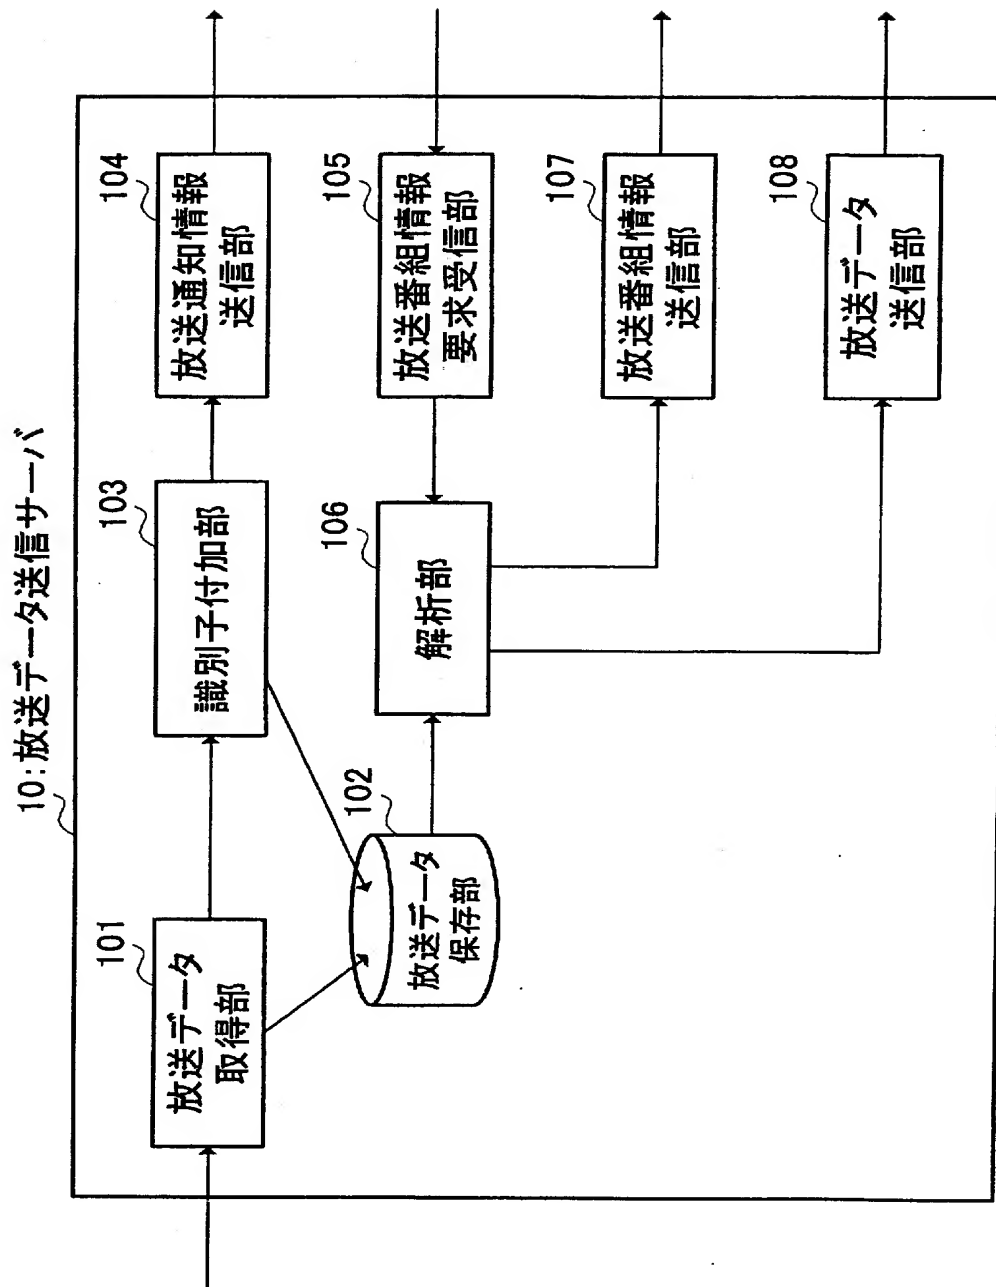 10:放送データ送信サーバ
101
放送データ
取得部
103
識別子付加部
104
放送通知情報
送信部
102
放送データ
保存部
106
解析部
105
放送番組情報
要求受信部
107
放送番組情報
送信部
108
放送データ
送信部